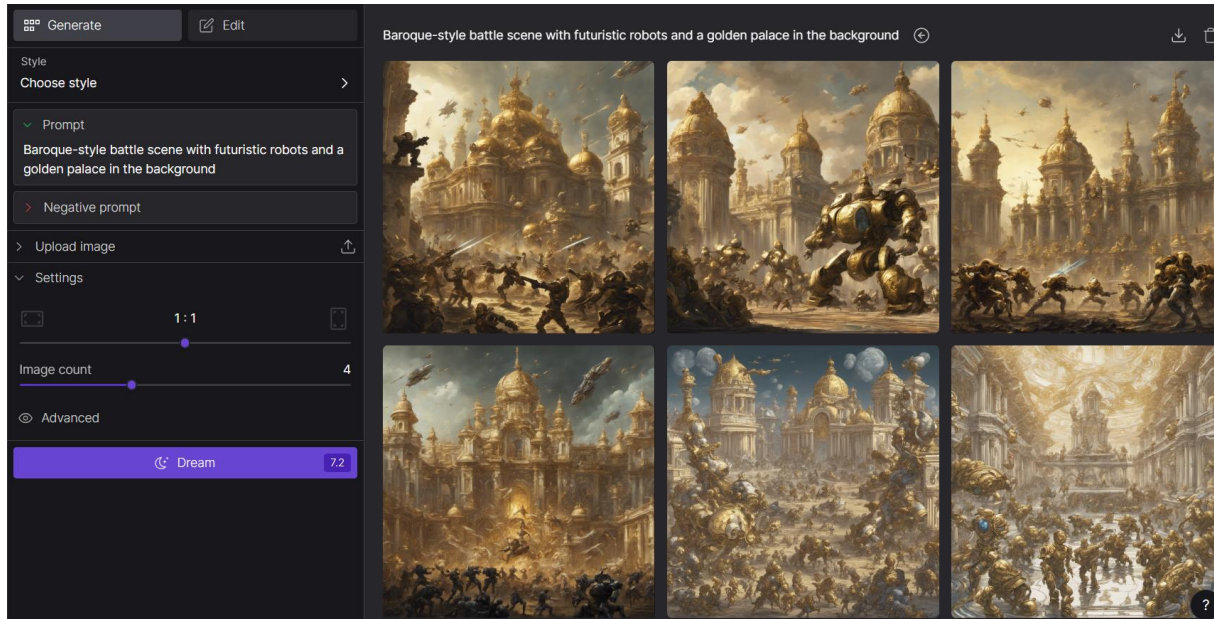 Generate
Edit
Style
Choose style
Prompt
Baroque-style battle scene with futuristic robots and a
golden palace in the background
Negative prompt
Upload image
Settings
1:1
Image count 4
Advanced
Dream 7.2
Baroque-style battle scene with futuristic robots and a golden palace in the background
?